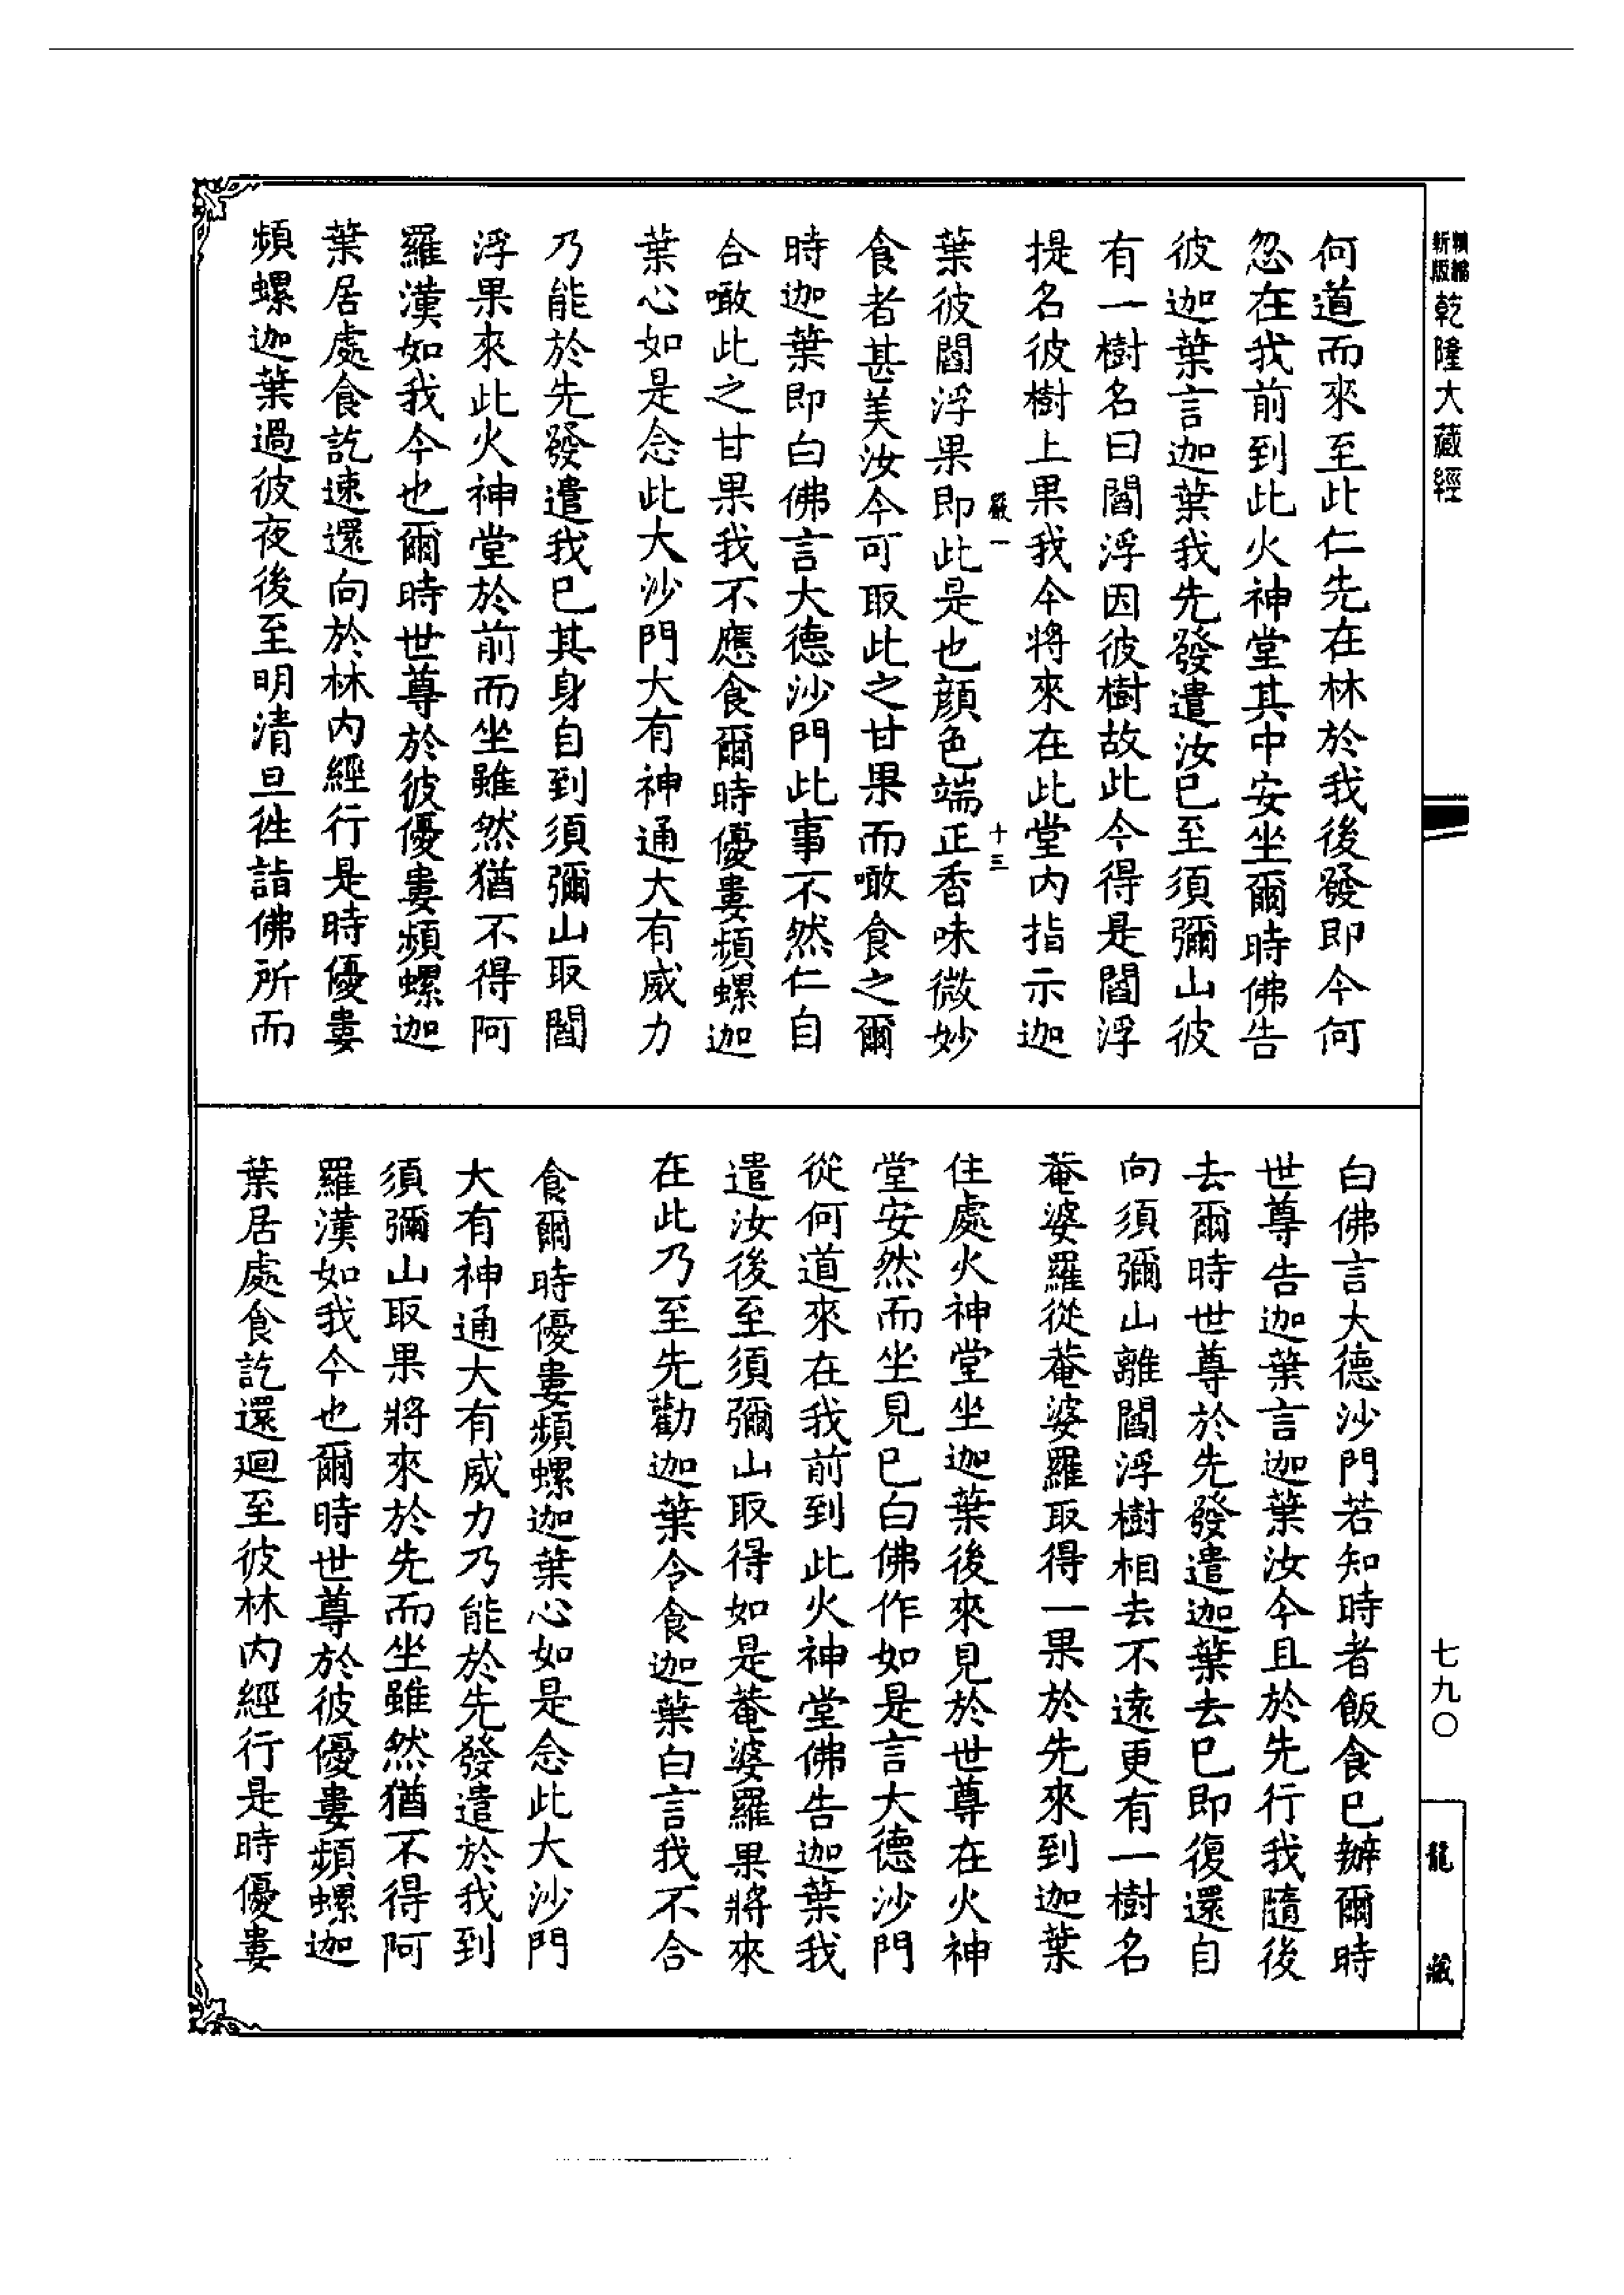 精縮
新版
乾隆大藏經
何道而來至此仁先在林於我後發即今何
忽在我前到此火神堂其中安坐爾時佛告
彼迦葉言迦葉我先發遣汝已至須彌山彼
有一樹名曰閻浮因彼樹故此今得是閻浮
提名彼樹上果我今將來在此堂內指示迦
嚴一
十三
葉彼閻浮果即此是也顏色端正香味微妙
食者甚美汝今可取此之甘果而噉食之爾
時迦葉即白佛言大德沙門此事不然仁自
合噉此之甘果我不應食爾時優婁頻螺迦
葉心如是念此大沙門大有神通大有威力
乃能於先發遣我已其身自到須彌山取閻
浮果來此火神堂於前而坐雖然猶不得阿
羅漢如我今也爾時世尊於彼優婁頻螺迦
葉居處食訖速還向於林內經行是時優婁
頻螺迦葉過彼夜後至明清旦往詣佛所而
白佛言大德沙門若知時者飯食已辦爾時
世尊告迦葉言迦葉汝今且於先行我隨後
去爾時世尊於先發遣迦葉去已即復還自
向須彌山離閻浮樹相去不遠更有一樹名
菴婆羅從菴婆羅取得一果於先來到迦葉
住處火神堂坐迦葉後來見於世尊在火神
堂安然而坐見已白佛作如是言大德沙門
從何道來在我前到此火神堂佛告迦葉我
遣汝後至須彌山取得如是菴婆羅果將來
在此乃至先勸迦葉令食迦葉白言我不合
食爾時優婁頻螺迦葉心如是念此大沙門
大有神通大有威力乃能於先發遣於我到
須彌山取果將來於先而坐雖然猶不得阿
羅漢如我今也爾時世尊於彼優婁頻螺迦
葉居處食訖還迴至彼林內經行是時優婁
七九〇
龍藏